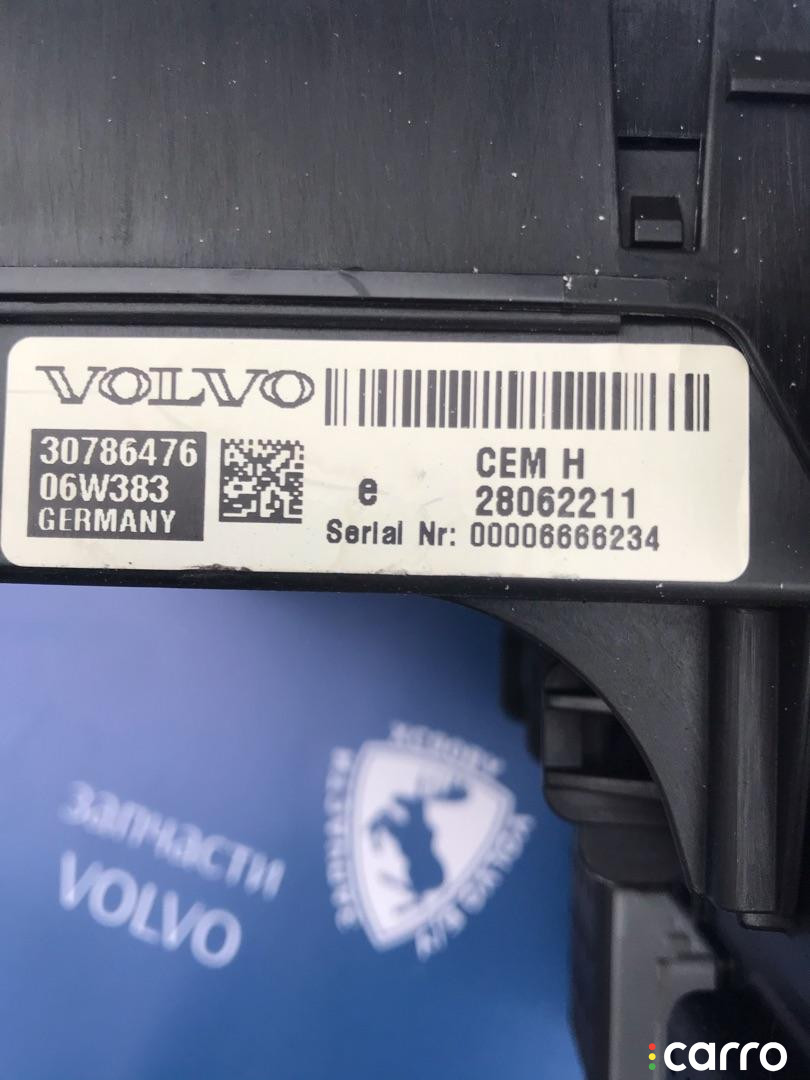 VOLVO
30786476
06W383
GERMANY
e
CEM H
28062211
Serial Nr: 00006666234
запчасти
VOLVO
carro